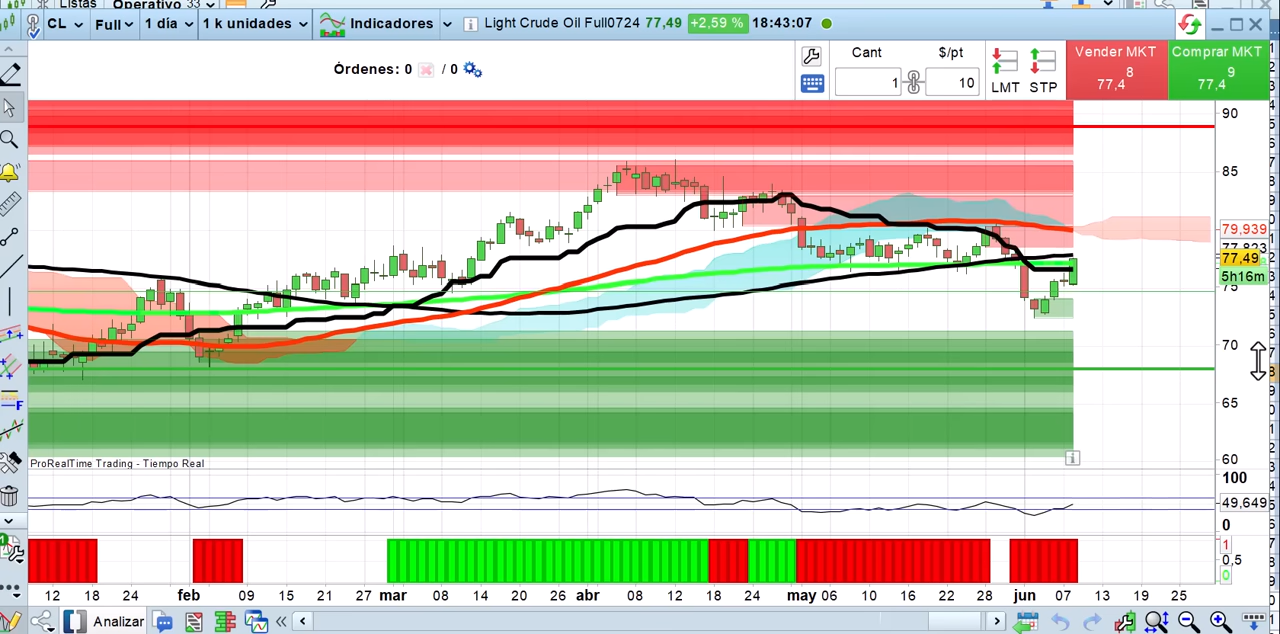 Listas Operativo 33
CL Full 1 día 1 k unidades Indicadores Light Crude Oil Full0724 77,49 +2,59 % 18:43:07
Órdenes: 0 / 0
Cant $/pt
1 10
LMT STP
Vender MKT
77,4 8
Comprar MKT
77,4 9
90
85
79,939
77,823
77,49
5h16m
75
70
65
60
ProRealTime Trading - Tiempo Real
100
49,649
0
1
0,5
0
12 18 24 feb 09 15 21 27 mar 08 14 20 26 abr 08 12 18 24 may 06 10 16 22 28 jun 07 13 19 25
Analizar